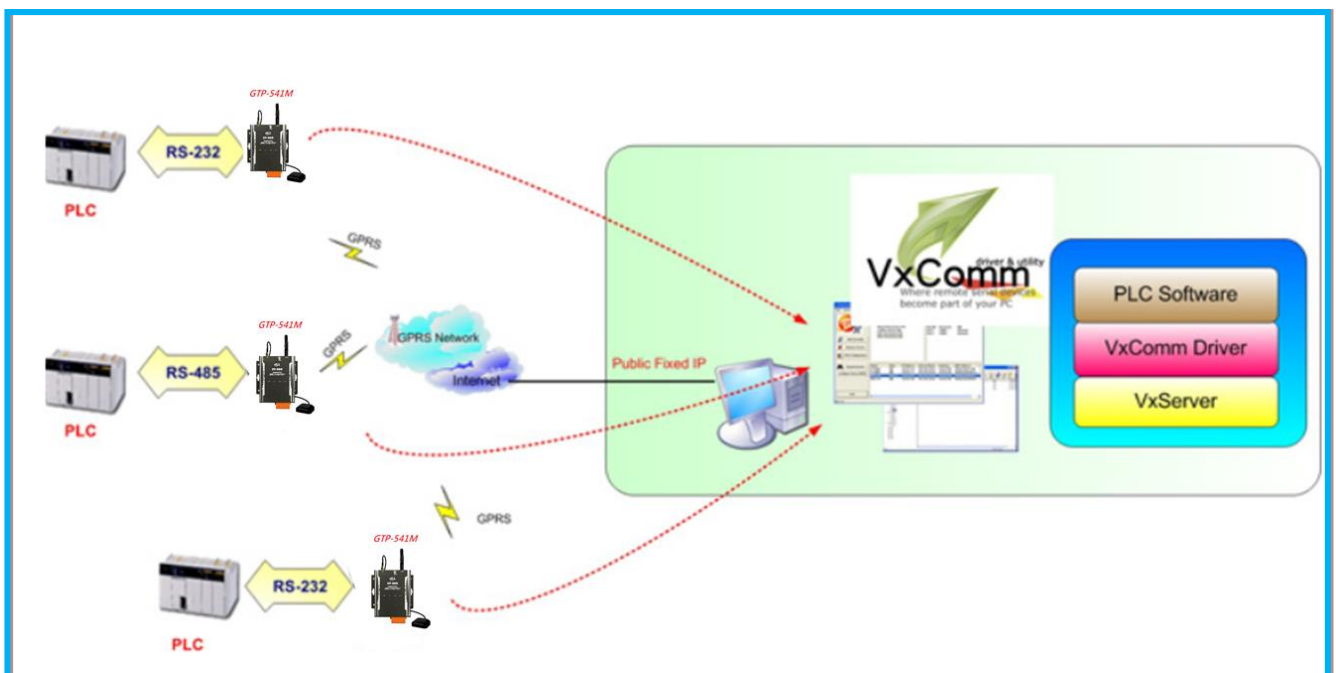 GTP-541M
RS-232
PLC
GPRS
GTP-541M
RS-485
PLC
GPRS
GPRS Network
Internet
Public Fixed IP
VxComm
driver & utility
Where remote serial devices
become part of your PC
PLC Software
VxComm Driver
VxServer
GPRS
GTP-541M
RS-232
PLC